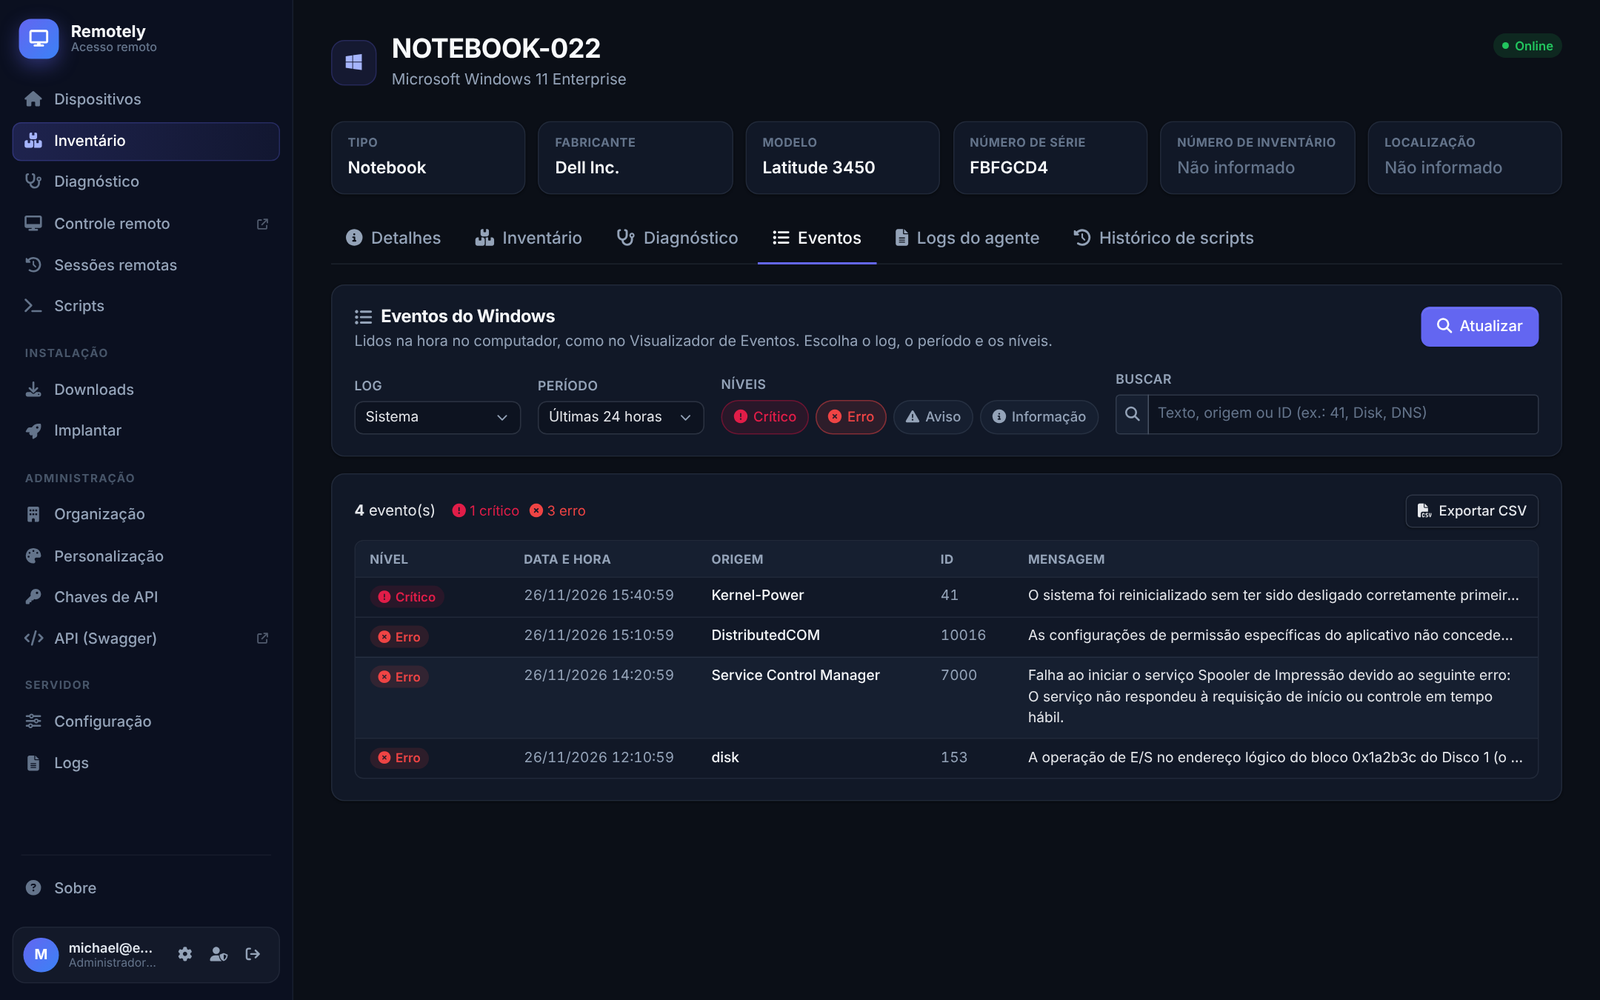 Remotely
Acesso remoto
Dispositivos
Inventário
Diagnóstico
Controle remoto
Sessões remotas
Scripts
INSTALAÇÃO
Downloads
Implantar
ADMINISTRAÇÃO
Organização
Personalização
Chaves de API
API (Swagger)
SERVIDOR
Configuração
Logs
Sobre
M
michael@e...
Administrador...
NOTEBOOK-022
Microsoft Windows 11 Enterprise
Online
TIPO
Notebook
FABRICANTE
Dell Inc.
MODELO
Latitude 3450
NÚMERO DE SÉRIE
FBFGCD4
NÚMERO DE INVENTÁRIO
Não informado
LOCALIZAÇÃO
Não informado
Detalhes
Inventário
Diagnóstico
Eventos
Logs do agente
Histórico de scripts
Eventos do Windows
Lidos na hora no computador, como no Visualizador de Eventos. Escolha o log, o período e os níveis.
Atualizar
LOG
Sistema
PERÍODO
Últimas 24 horas
NÍVEIS
Crítico
Erro
Aviso
Informação
BUSCAR
Texto, origem ou ID (ex.: 41, Disk, DNS)
4 evento(s)
1 crítico
3 erro
Exportar CSV
NÍVEL DATA E HORA ORIGEM ID MENSAGEM
Crítico 26/11/2026 15:40:59 Kernel-Power 41 O sistema foi reinicializado sem ter sido desligado corretamente primeir...
Erro 26/11/2026 15:10:59 DistributedCOM 10016 As configurações de permissão específicas do aplicativo não concede...
Erro 26/11/2026 14:20:59 Service Control Manager 7000 Falha ao iniciar o serviço Spooler de Impressão devido ao seguinte erro:
O serviço não respondeu à requisição de início ou controle em tempo
hábil.
Erro 26/11/2026 12:10:59 disk 153 A operação de E/S no endereço lógico do bloco 0x1a2b3c do Disco 1 (o ...